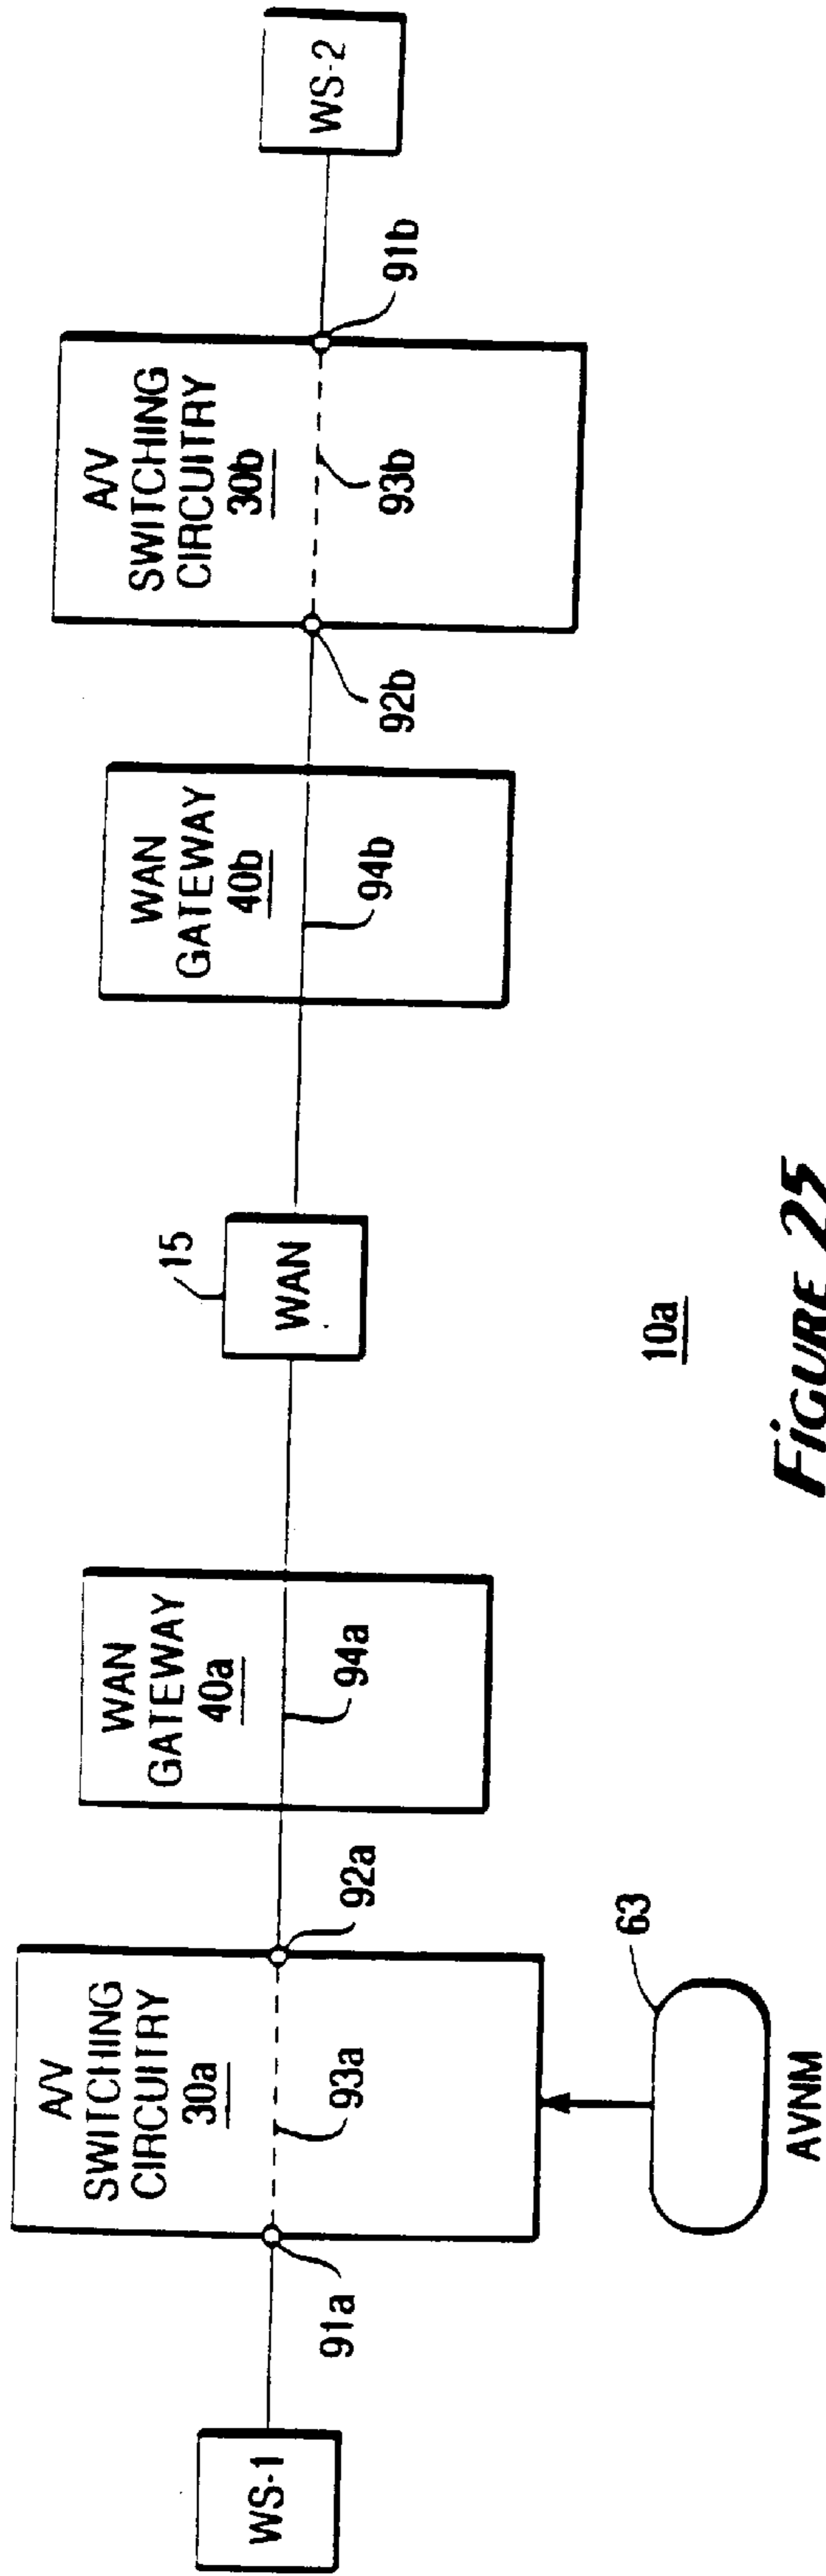 WS-1
91a
A/V
SWITCHING
CIRCUITRY
30a
93a
92a
63
AVNM
WAN
GATEWAY
40a
94a
15
WAN
10a
WAN
GATEWAY
40b
94b
92b
A/V
SWITCHING
CIRCUITRY
30b
93b
91b
WS-2
FIGURE 25